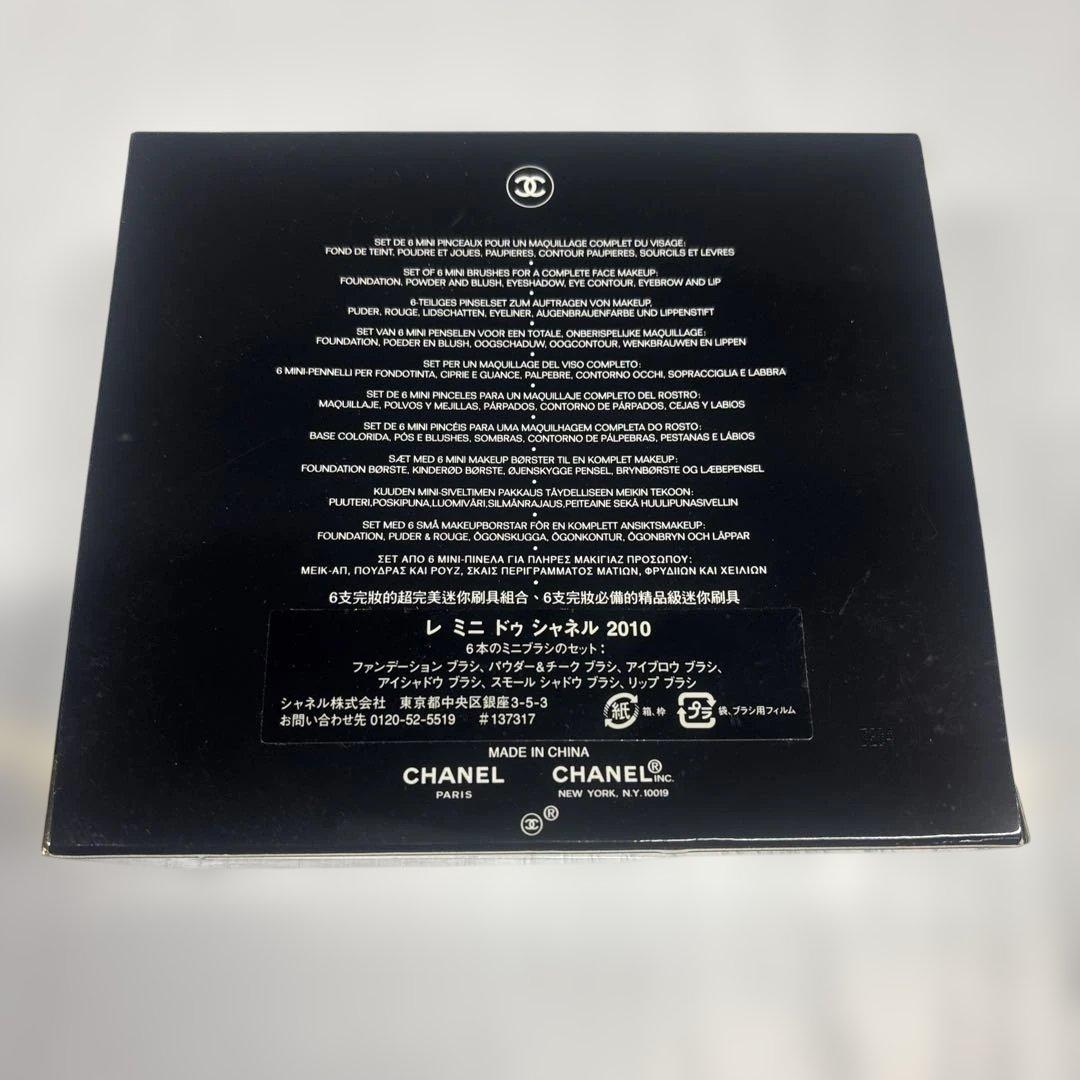 SET DE 6 MINI PINCEAUX POUR UN MAQUILLAGE COMPLET DU VISAGE:
FOND DE TEINT, POUDRE ET JOUES, PAUPIERES, CONTOUR PAUPIERES, SOURCILS ET LEVRES
SET OF 6 MINI BRUSHES FOR A COMPLETE FACE MAKEUP:
FOUNDATION, POWDER AND BLUSH, EYESHADOW, EYE CONTOUR, EYEBROW AND LIP
6-TEILIGES PINSELSET ZUM AUFTRAGEN VON MAKEUP,
PUDER, ROUGE, LIDSCHATTEN, EYELINER, AUGENBRAUENFARBE UND LIPPENSTIFT
SET VAN 6 MINI PENSELEN VOOR EEN TOTALE, ONBERISPELIJKE MAQUILLAGE:
FOUNDATION, POEDER EN BLUSH, OOGSCHADUW, OOGCONTOUR, WENKBRAUWEN EN LIPPEN
SET PER UN MAQUILLAGE DEL VISO COMPLETO:
6 MINI-PENNELLI PER FONDOTINTA, CIPRIE E GUANCE, PALPEBRE, CONTORNO OCCHI, SOPRACCIGLIA E LABBRA
SET DE 6 MINI PINCELES PARA UN MAQUILLAJE COMPLETO DEL ROSTRO:
MAQUILLAJE, POLVOS Y MEJILLAS, PÁRPADOS, CONTORNO DE PÁRPADOS, CEJAS Y LABIOS
SET DE 6 MINI PINCÉIS PARA UMA MAQUILHAGEM COMPLETA DO ROSTO:
BASE COLORIDA, PÓS E BLUSHES, SOMBRAS, CONTORNO DE PÁLPEBRAS, PESTANAS E LÁBIOS
SÆT MED 6 MINI MAKEUP BØRSTER TIL EN KOMPLET MAKEUP:
FOUNDATION BØRSTE, KINDERØD BØRSTE, ØJENSKYGGE PENSEL, BRYNBØRSTE OG LÆBEPENSEL
KUUDEN MINI-SIVELTIMEN PAKKAUS TÄYDELLISEEN MEIKIN TEKOON:
PUUTERI,POSKIPUNA,LUOMIVÄRI,SILMÄNRAJAUS,PEITEAINE SEKÄ HUULIPUNASIVELLIN
SET MED 6 SMÅ MAKEUPBORSTAR FÖR EN KOMPLETT ANSIKTSMAKEUP:
FOUNDATION, PUDER & ROUGE, ÖGONSKUGGA, ÖGONKONTUR, ÖGONBRYN OCH LÄPPAR
ΣΕΤ ΑΠΟ 6 ΜΙΝΙ-ΠΙΝΕΛΑ ΓΙΑ ΠΛΗΡΕΣ ΜΑΚΙΓΙΑΖ ΠΡΟΣΩΠΟΥ:
ΜΕΙΚ-ΑΠ, ΠΟΥΔΡΑΣ ΚΑΙ ΡΟΥΖ, ΣΚΑΙΣ ΠΕΡΙΓΡΑΜΜΑΤΟΣ ΜΑΤΙΩΝ, ΦΡΥΔΙΩΝ ΚΑΙ ΧΕΙΛΙΩΝ
6支完妝的超完美迷你刷具組合、6支完妝必備的精品級迷你刷具
レ ミニ ドゥ シャネル 2010
6本のミニブラシのセット:
ファンデーション ブラシ、パウダー&チーク ブラシ、アイブロウ ブラシ、
アイシャドウ ブラシ、スモール シャドウ ブラシ、リップ ブラシ
シャネル株式会社 東京都中央区銀座3-5-3
お問い合わせ先 0120-52-5519 #137317
紙 箱、枠 プラ 袋、ブラシ用フィルム
MADE IN CHINA
CHANEL CHANEL® INC.
PARIS NEW YORK, N.Y. 10019
®